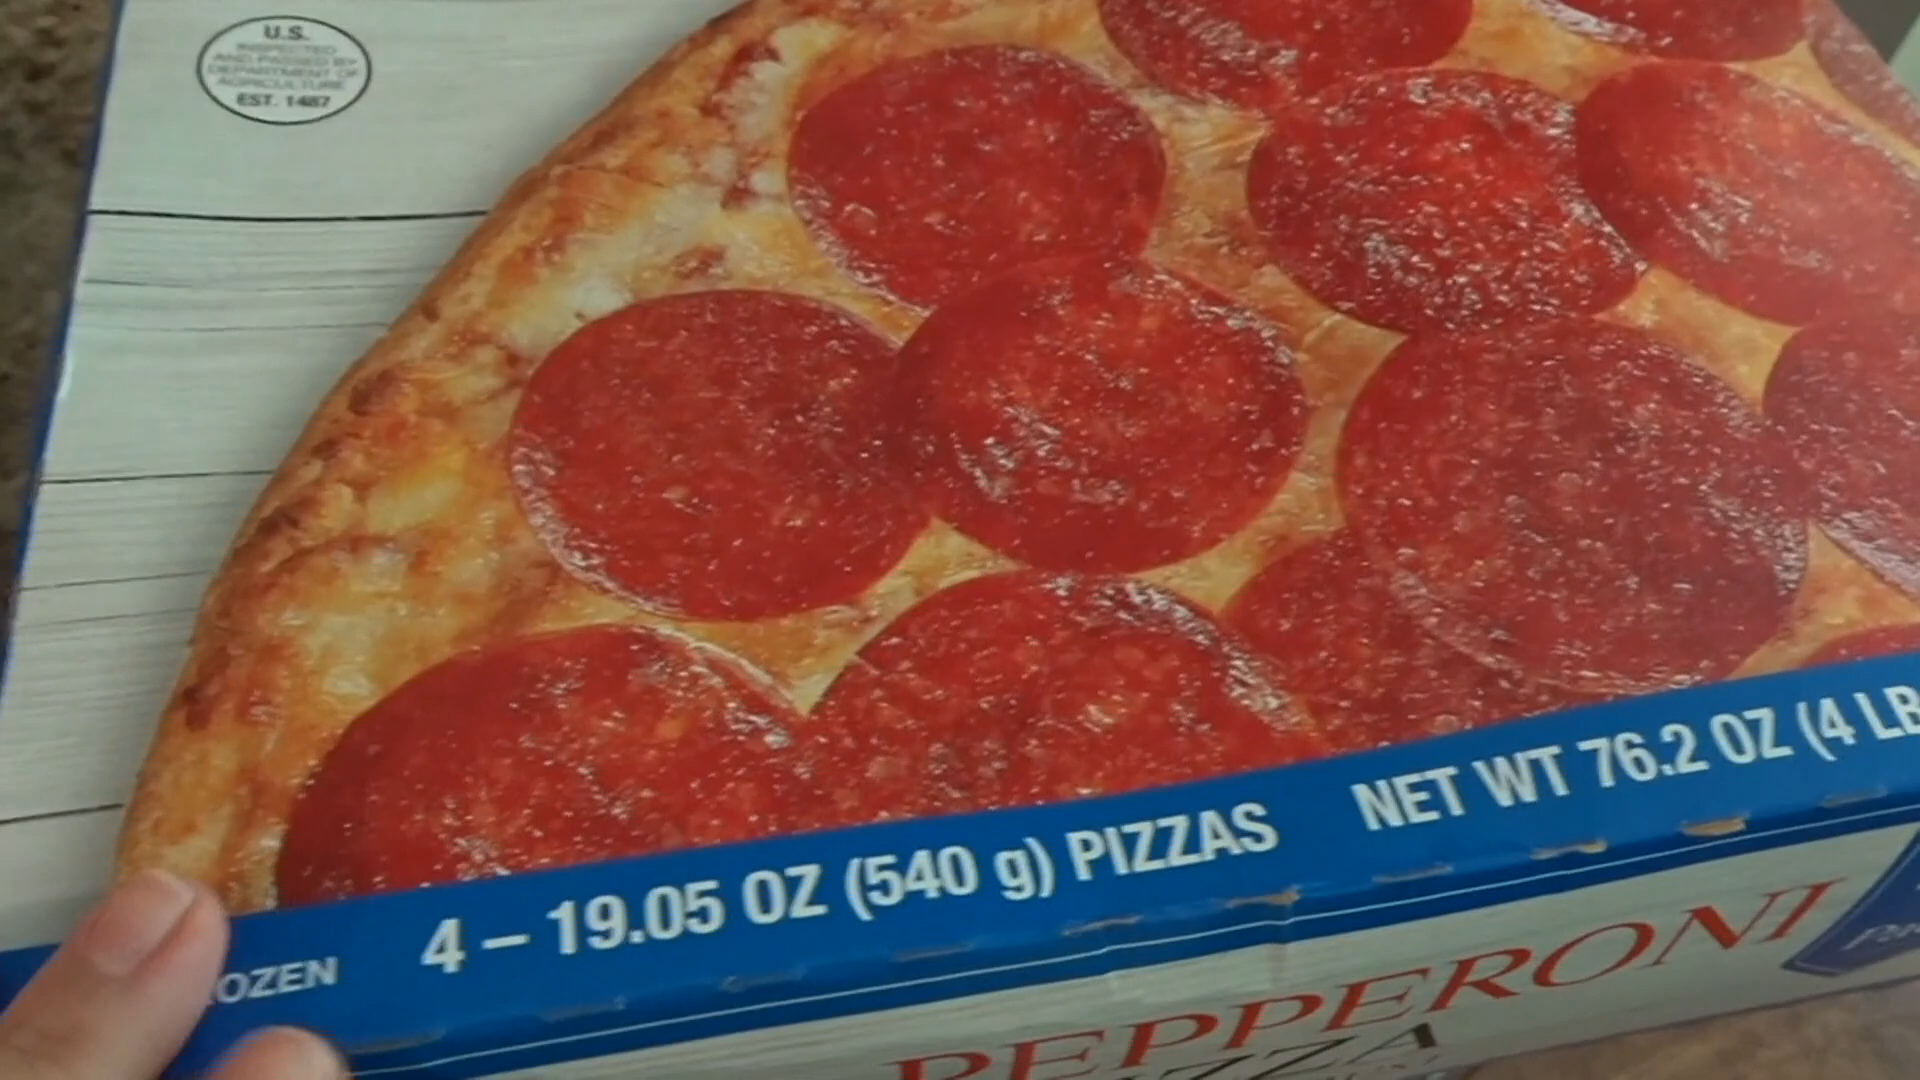 U.S.
INSPECTED
AND PASSED BY
DEPARTMENT OF
AGRICULTURE
EST. 1487
OZEN 4 – 19.05 OZ (540 g) PIZZAS NET WT 76.2 OZ (4 LB
PEPPERONI
ZZA